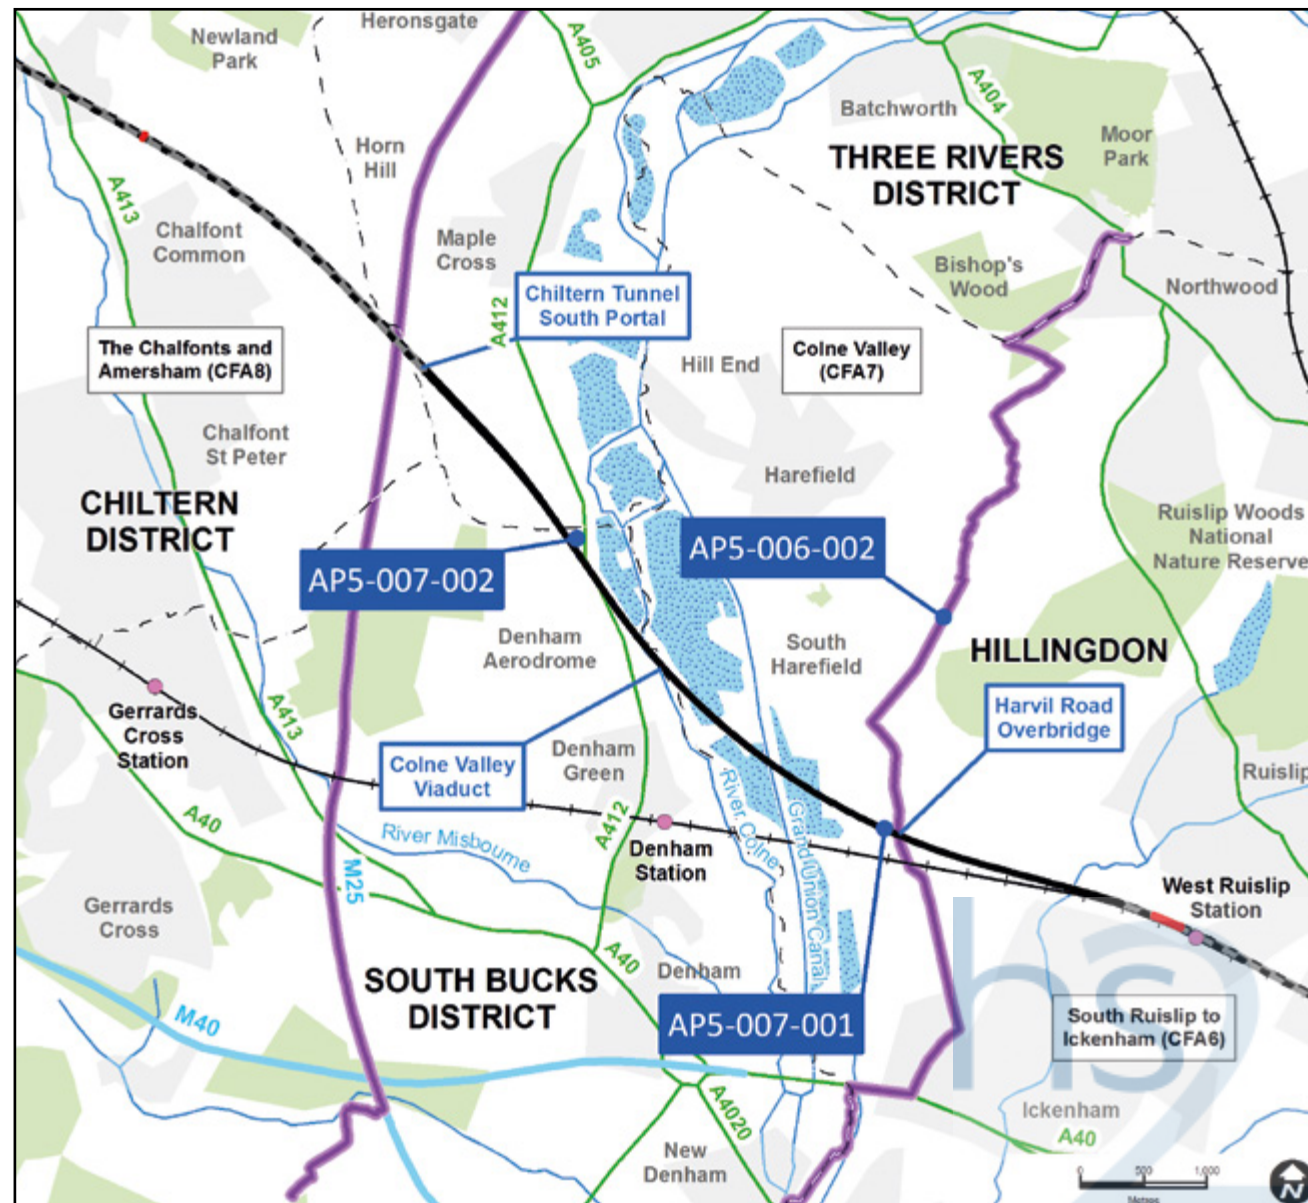 Heronsgate
Newland
Park
A405
A404
Batchworth
Moor
Park
THREE RIVERS
DISTRICT
Horn
Hill
A413
Chalfont
Common
Maple
Cross
Bishop's
Wood
Northwood
Chiltern Tunnel
South Portal
A412
The Chalfonts and
Amersham (CFA8)
Hill End
Colne Valley
(CFA7)
Chalfont
St Peter
Harefield
CHILTERN
DISTRICT
Ruislip Woods
National
Nature Reserve
AP5-006-002
AP5-007-002
Denham
Aerodrome
South
Harefield
HILLINGDON
Gerrards
Cross
Station
A413
Harvil Road
Overbridge
Colne Valley
Viaduct
Denham
Green
Ruislip
A40
A412
River Misbourne
River Colne
Grand Union Canal
Denham
Station
M25
West Ruislip
Station
Gerrards
Cross
A40
Denham
SOUTH BUCKS
DISTRICT
M40
AP5-007-001
hs2
South Ruislip to
Ickenham (CFA6)
A4020
Ickenham
A40
New
Denham
0 500 1,000
Metres
N